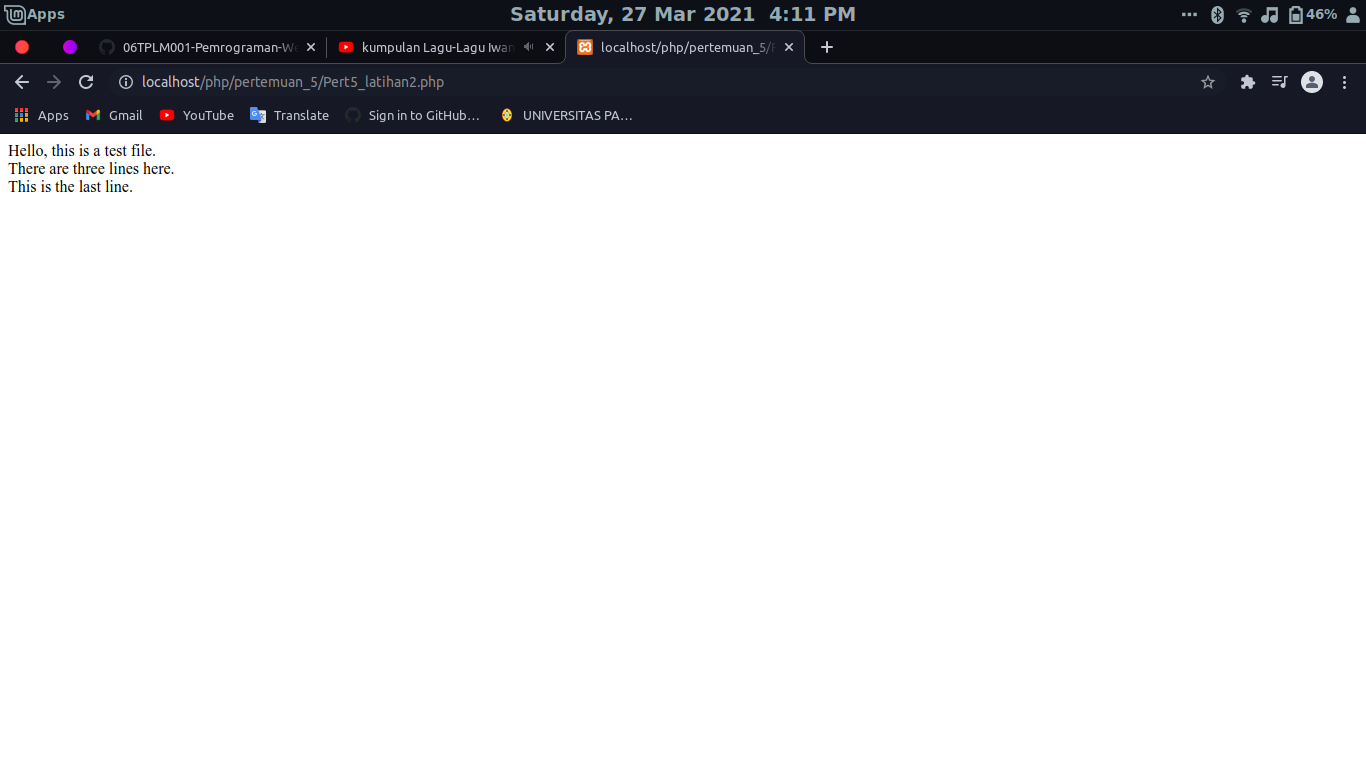 Apps
Saturday, 27 Mar 2021 4:11 PM
46%
06TPLM001-Pemrograman-We
kumpulan Lagu-Lagu Iwan
localhost/php/pertemuan_5/
localhost/php/pertemuan_5/Pert5_latihan2.php
Apps
Gmail
YouTube
Translate
Sign in to GitHub...
UNIVERSITAS PA...
Hello, this is a test file.
There are three lines here.
This is the last line.